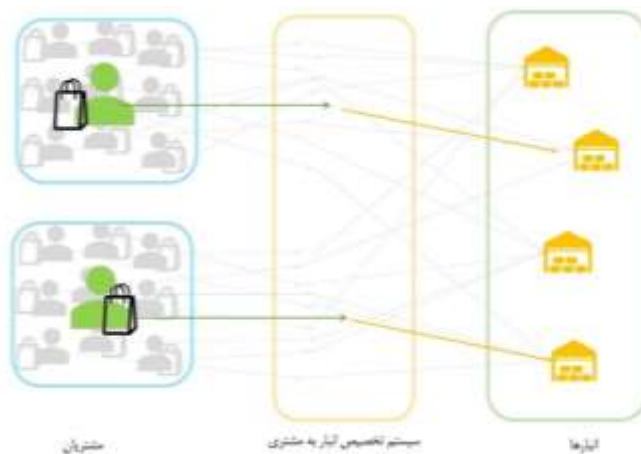 انبارها
سیستم تخصیص انبار به مشتری
مشتریان